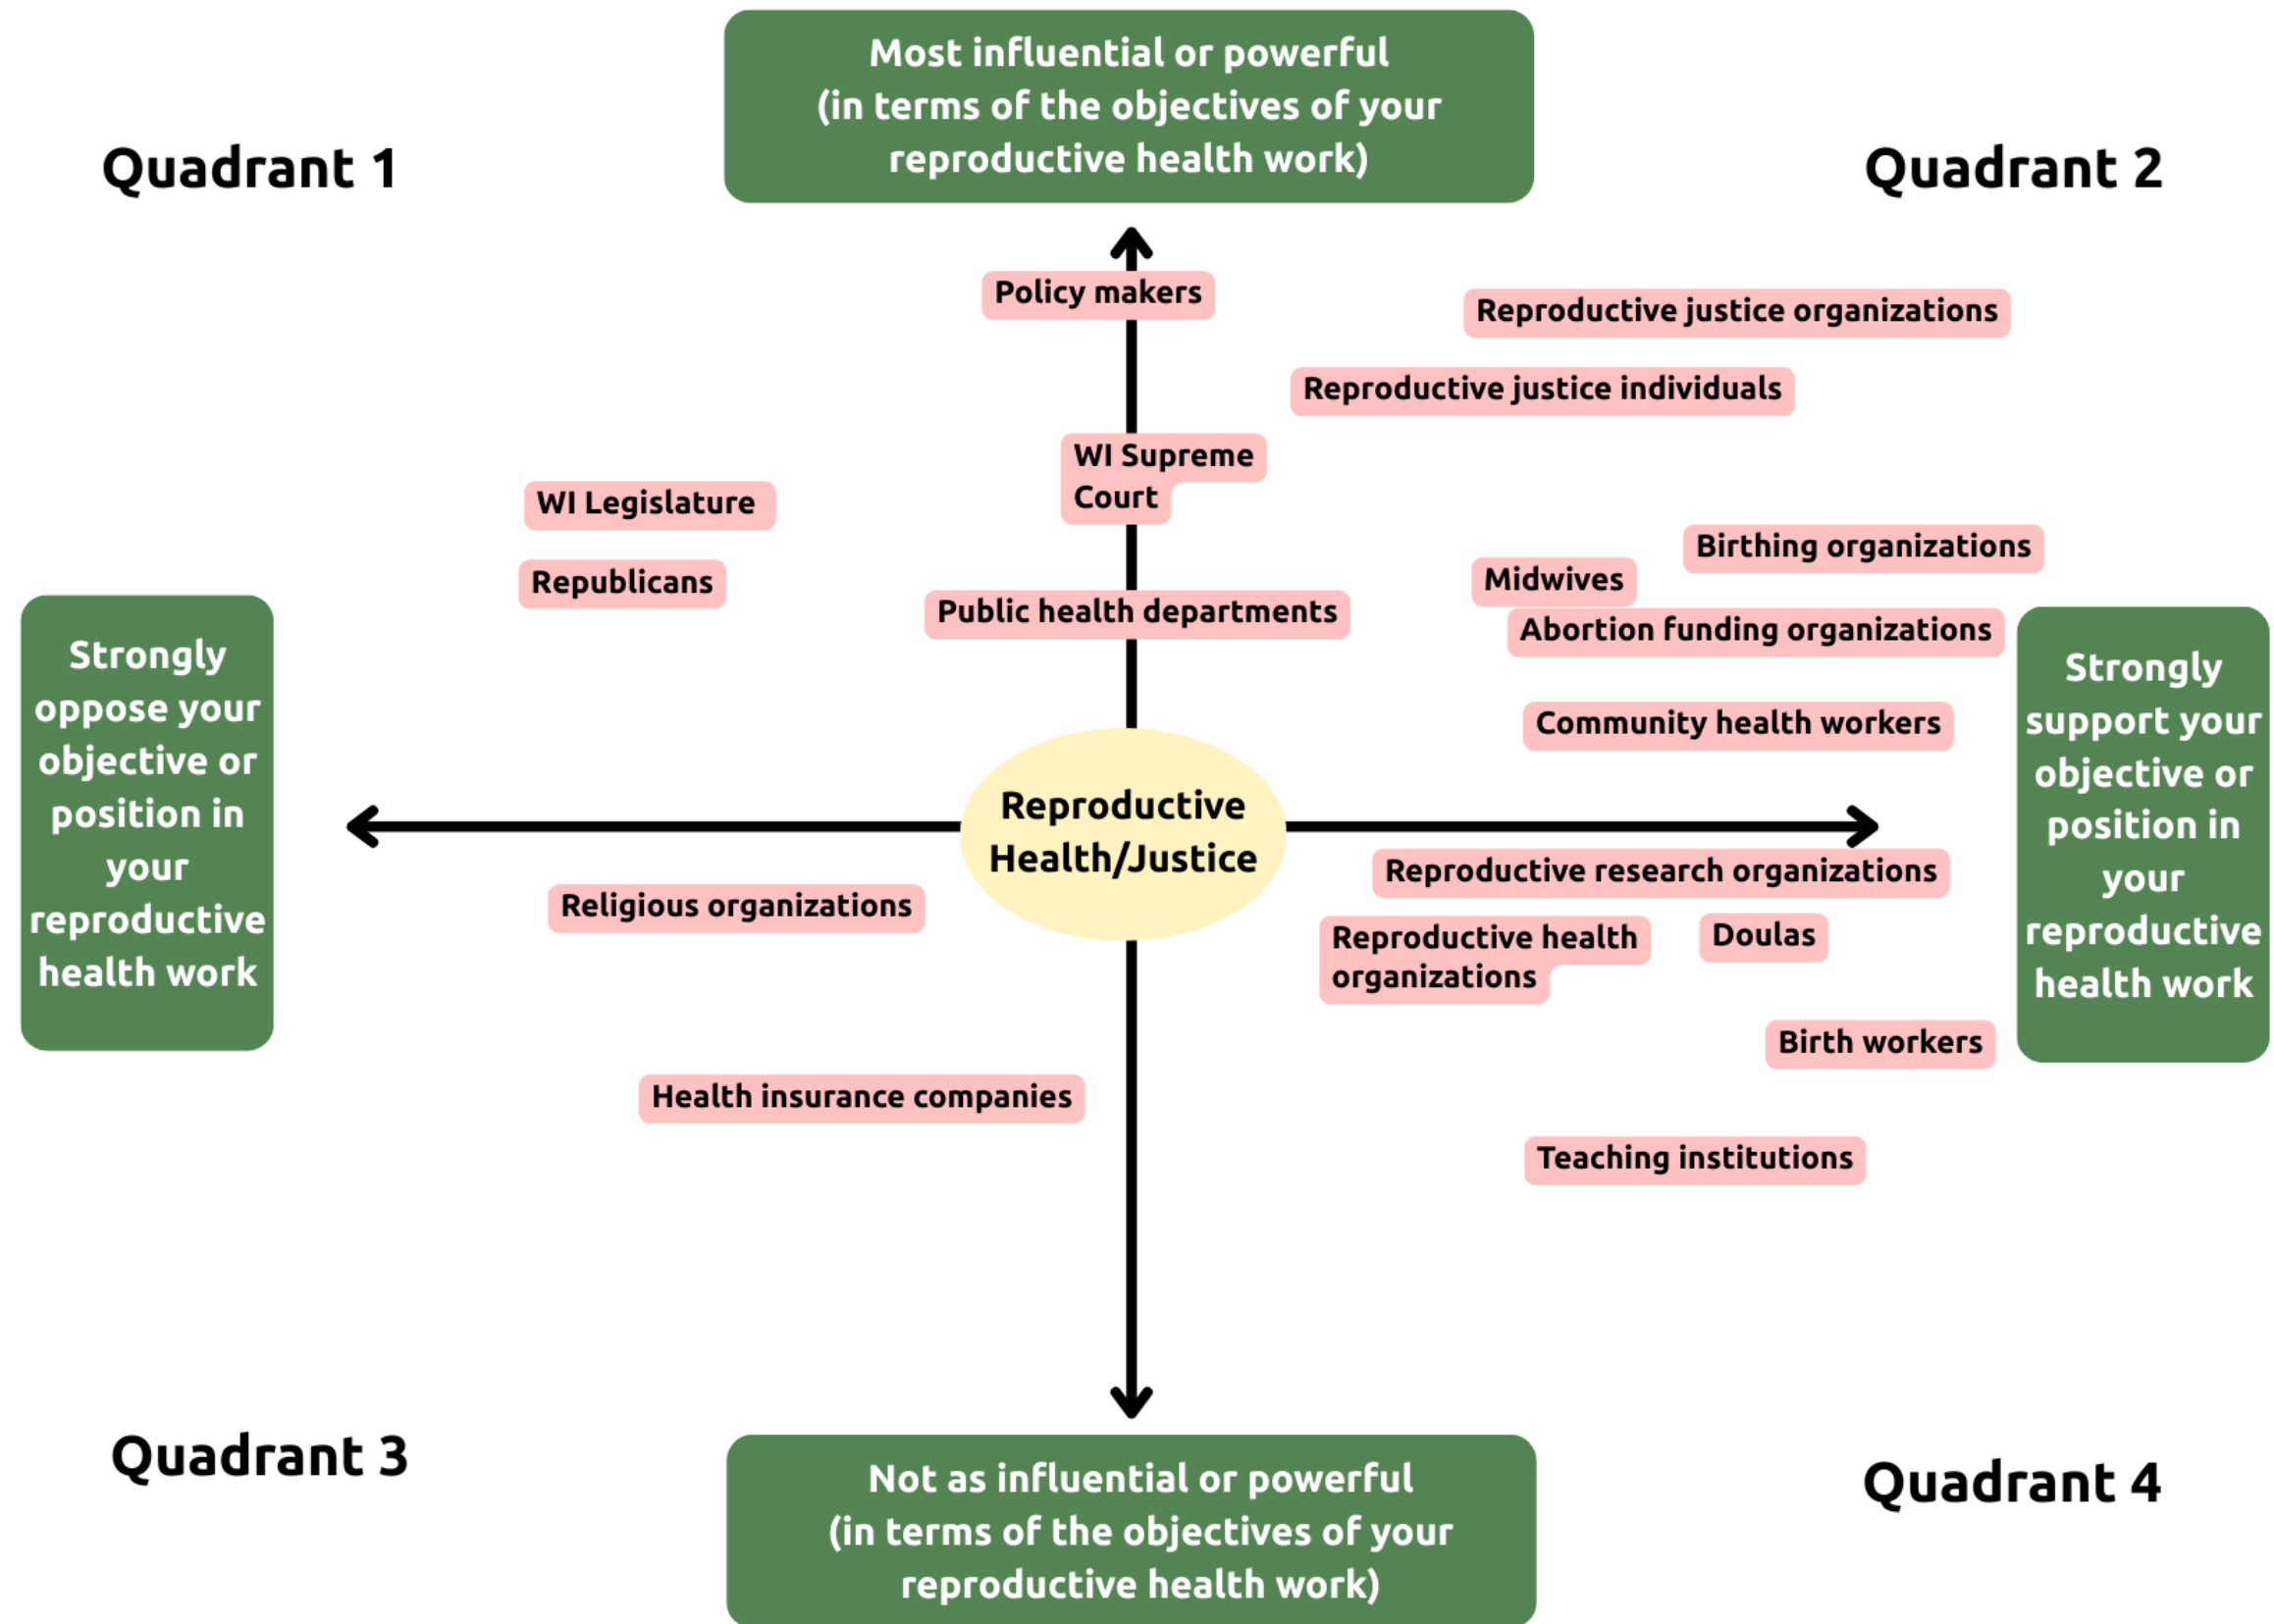 Most influential or powerful
(in terms of the objectives of your
reproductive health work)
Quadrant 1
Quadrant 2
Policy makers
Reproductive justice organizations
Reproductive justice individuals
WI Supreme
Court
WI Legislature
Republicans
Public health departments
Birthing organizations
Midwives
Abortion funding organizations
Community health workers
Strongly
oppose your
objective or
position in
your
reproductive
health work
Reproductive
Health/Justice
Strongly
support your
objective or
position in
your
reproductive
health work
Religious organizations
Health insurance companies
Reproductive research organizations
Reproductive health
organizations
Doulas
Birth workers
Teaching institutions
Quadrant 3
Quadrant 4
Not as influential or powerful
(in terms of the objectives of your
reproductive health work)